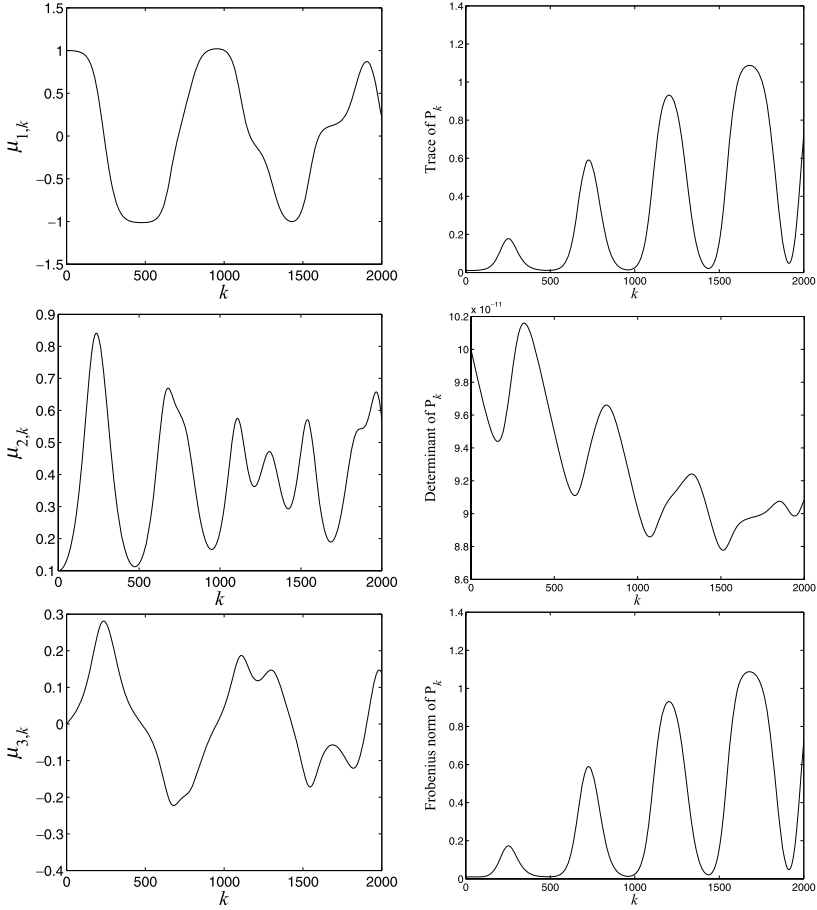 1.5
1
0.5
0
−0.5
−1
−1.5
μ1,k
0 500 1000 1500 2000
k
1.4
1.2
1
0.8
0.6
0.4
0.2
0
Trace of Pk
0 500 1000 1500 2000
k
0.9
0.8
0.7
0.6
0.5
0.4
0.3
0.2
0.1
μ2,k
0 500 1000 1500 2000
k
x 10−11
10.2
10
9.8
9.6
9.4
9.2
9
8.8
8.6
Determinant of Pk
0 500 1000 1500 2000
k
0.3
0.2
0.1
0
−0.1
−0.2
−0.3
−0.4
μ3,k
0 500 1000 1500 2000
k
1.4
1.2
1
0.8
0.6
0.4
0.2
0
Frobenius norm of Pk
0 500 1000 1500 2000
k